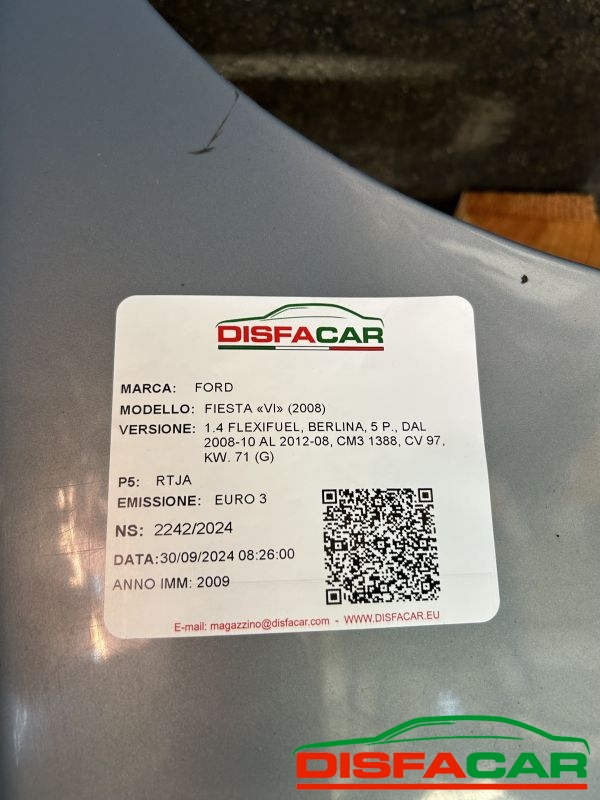 DISFACAR
MARCA: FORD
MODELLO: FIESTA «VI» (2008)
VERSIONE: 1.4 FLEXIFUEL, BERLINA, 5 P., DAL
2008-10 AL 2012-08, CM3 1388, CV 97,
KW. 71 (G)
P5: RTJA
EMISSIONE: EURO 3
NS: 2242/2024
DATA:30/09/2024 08:26:00
ANNO IMM: 2009
E-mail: magazzino@disfacar.com - WWW.DISFACAR.EU
DISFACAR